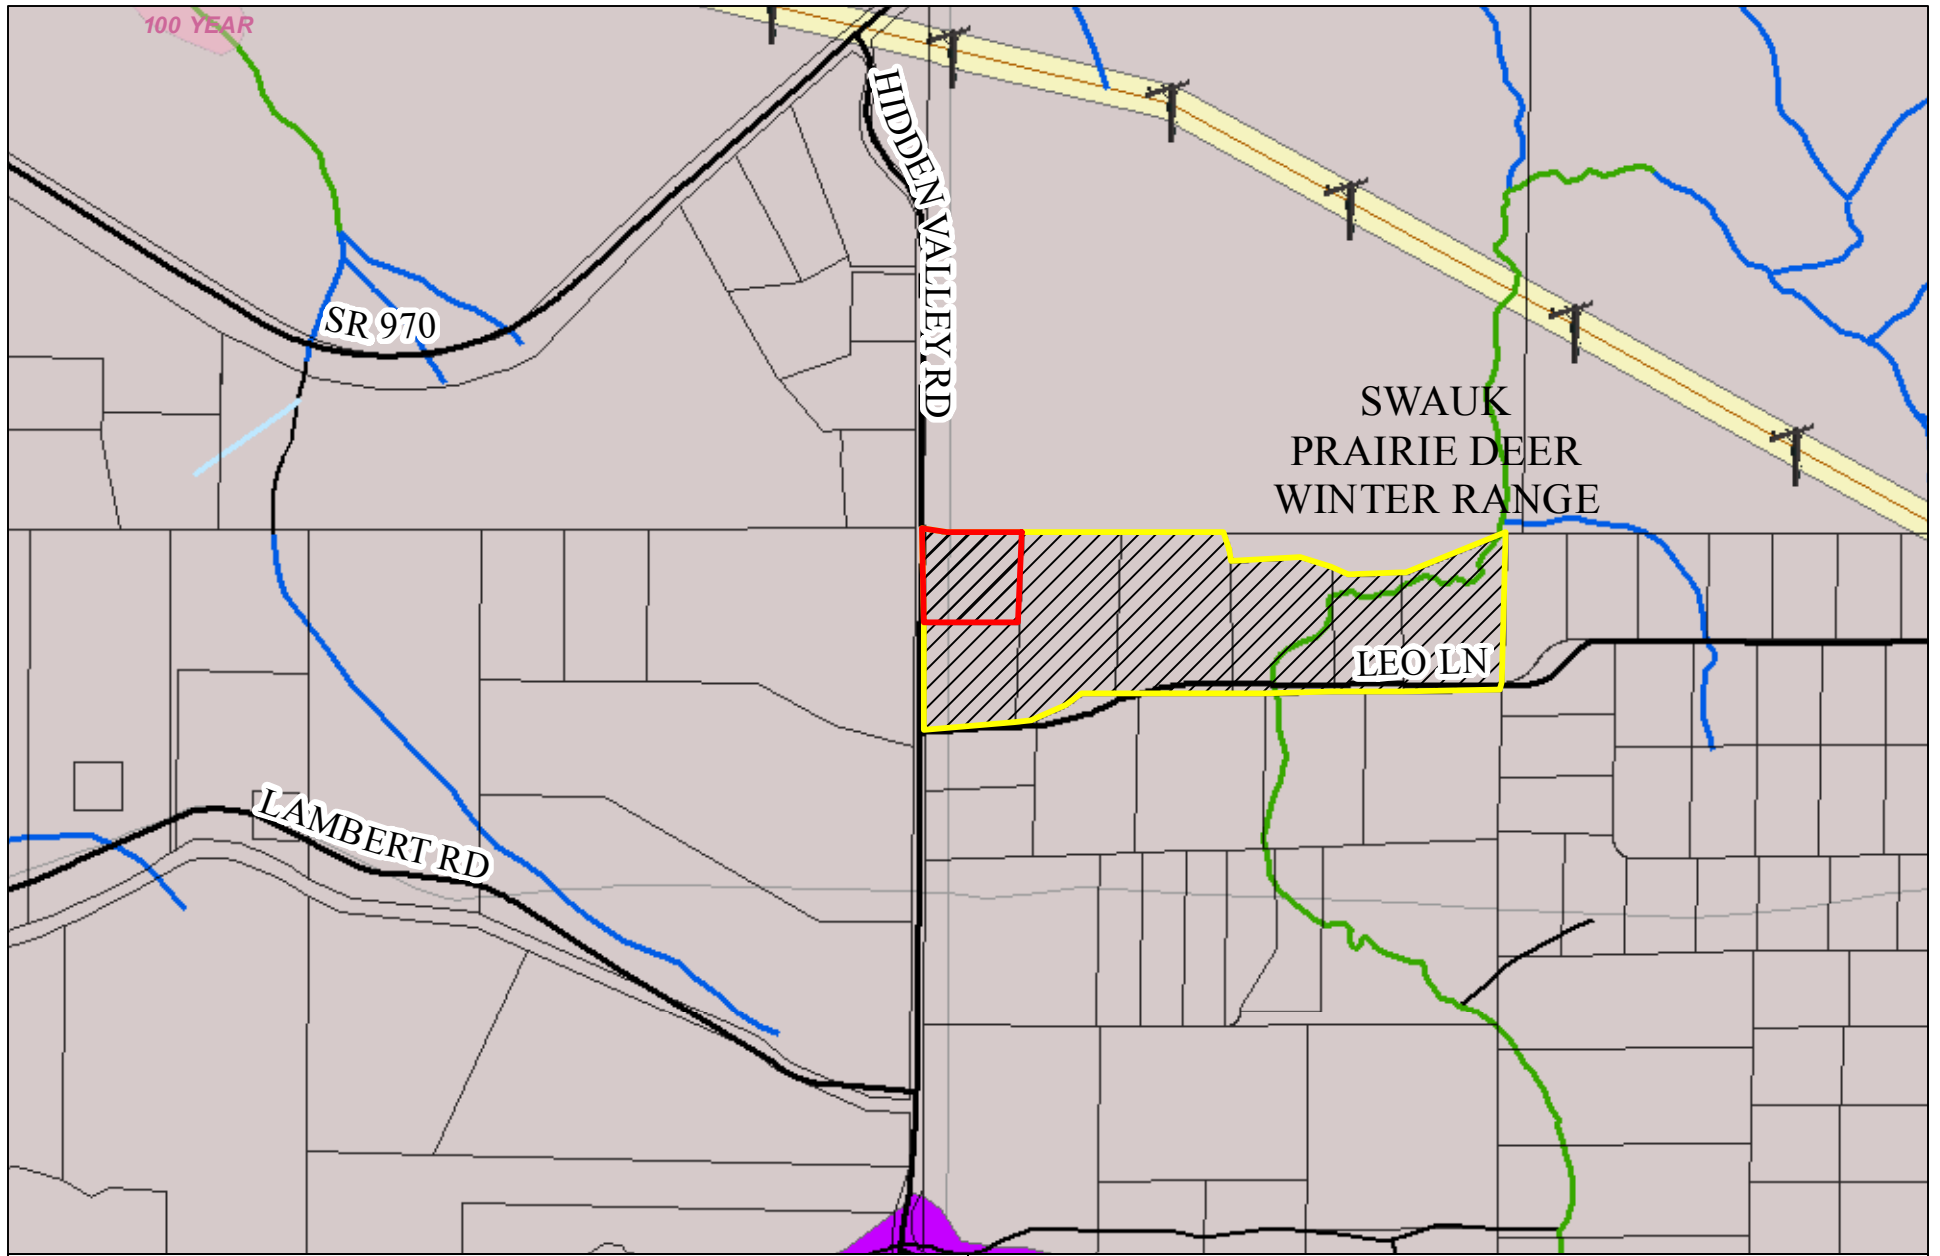 100 YEAR
HIDDEN VALLEY RD
SR 970
SWAUK
PRAIRIE DEER
WINTER RANGE
LEO LN
LAMBERT RD